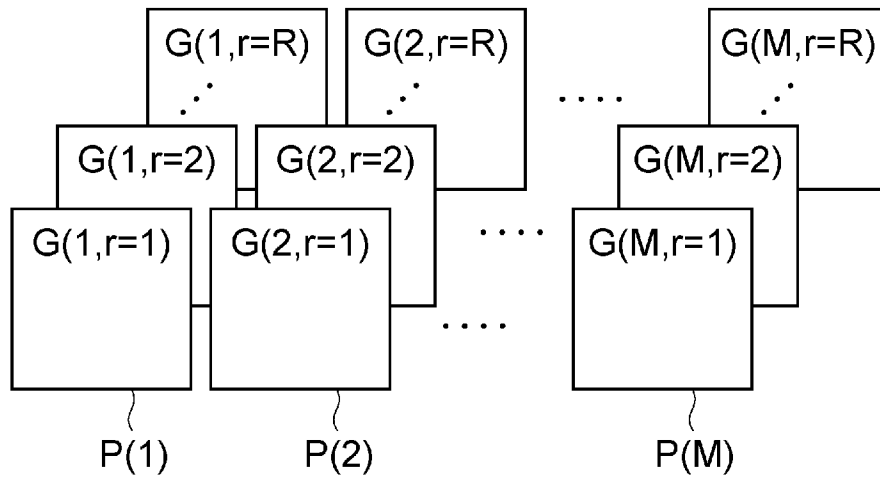 G(1,r=R) G(2,r=R) G(M,r=R)
G(1,r=2) G(2,r=2) G(M,r=2)
G(1,r=1) G(2,r=1) G(M,r=1)
P(1) P(2) P(M)